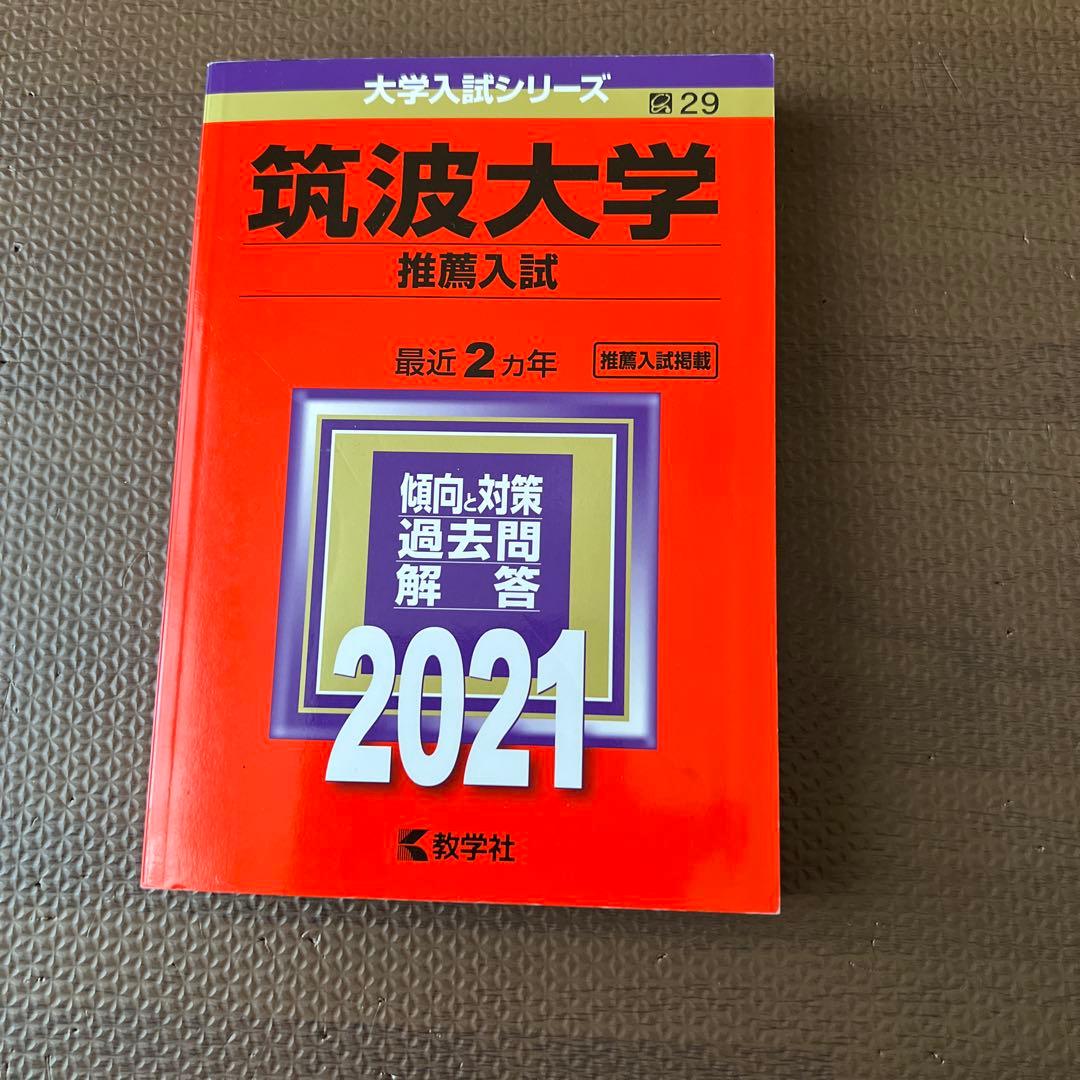 大学入試シリーズ
29
筑波大学
推薦入試
最近2ヵ年
推薦入試掲載
傾向と対策
過去問
解答
2021
教学社